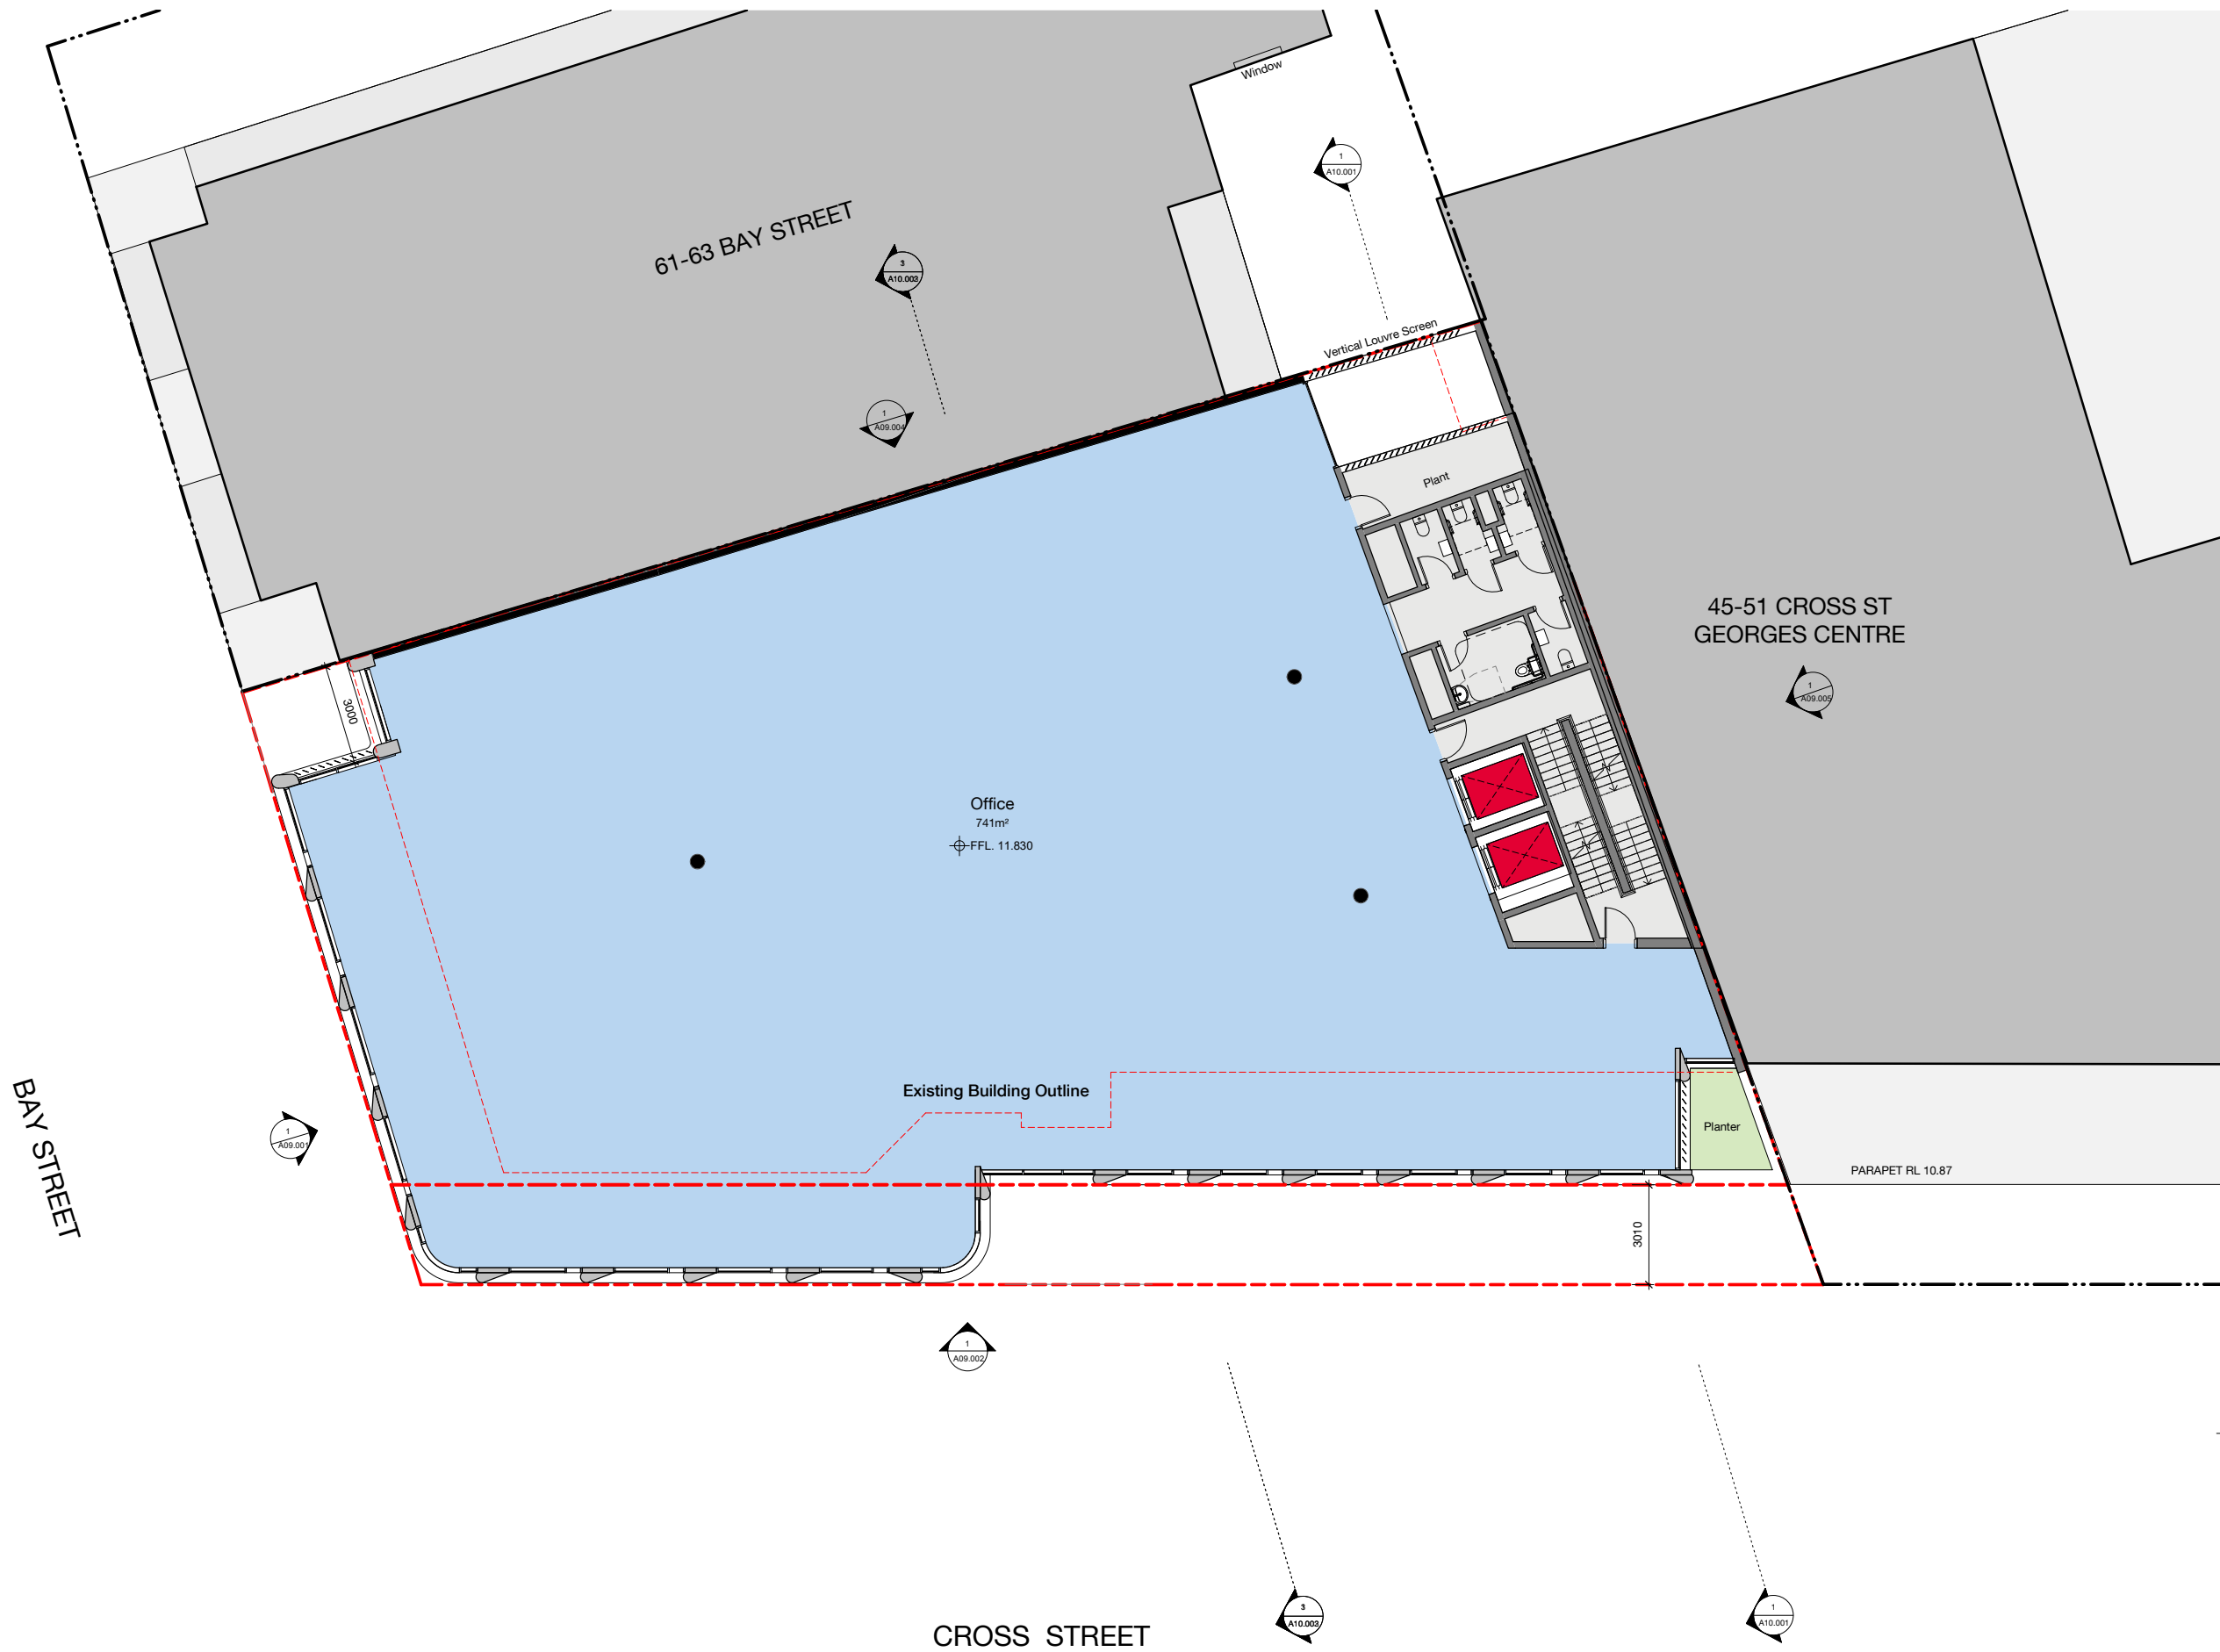 Window
1
A10.001
61-63 BAY STREET
3
A10.003
Vertical Louvre Screen
1
A09.004
Plant
45-51 CROSS ST
GEORGES CENTRE
1
A09.005
3000
Office
741m²
FFL. 11.830
Existing Building Outline
BAY STREET
1
A09.001
Planter
PARAPET RL 10.87
3010
1
A09.002
3
A10.003
1
A10.001
CROSS STREET